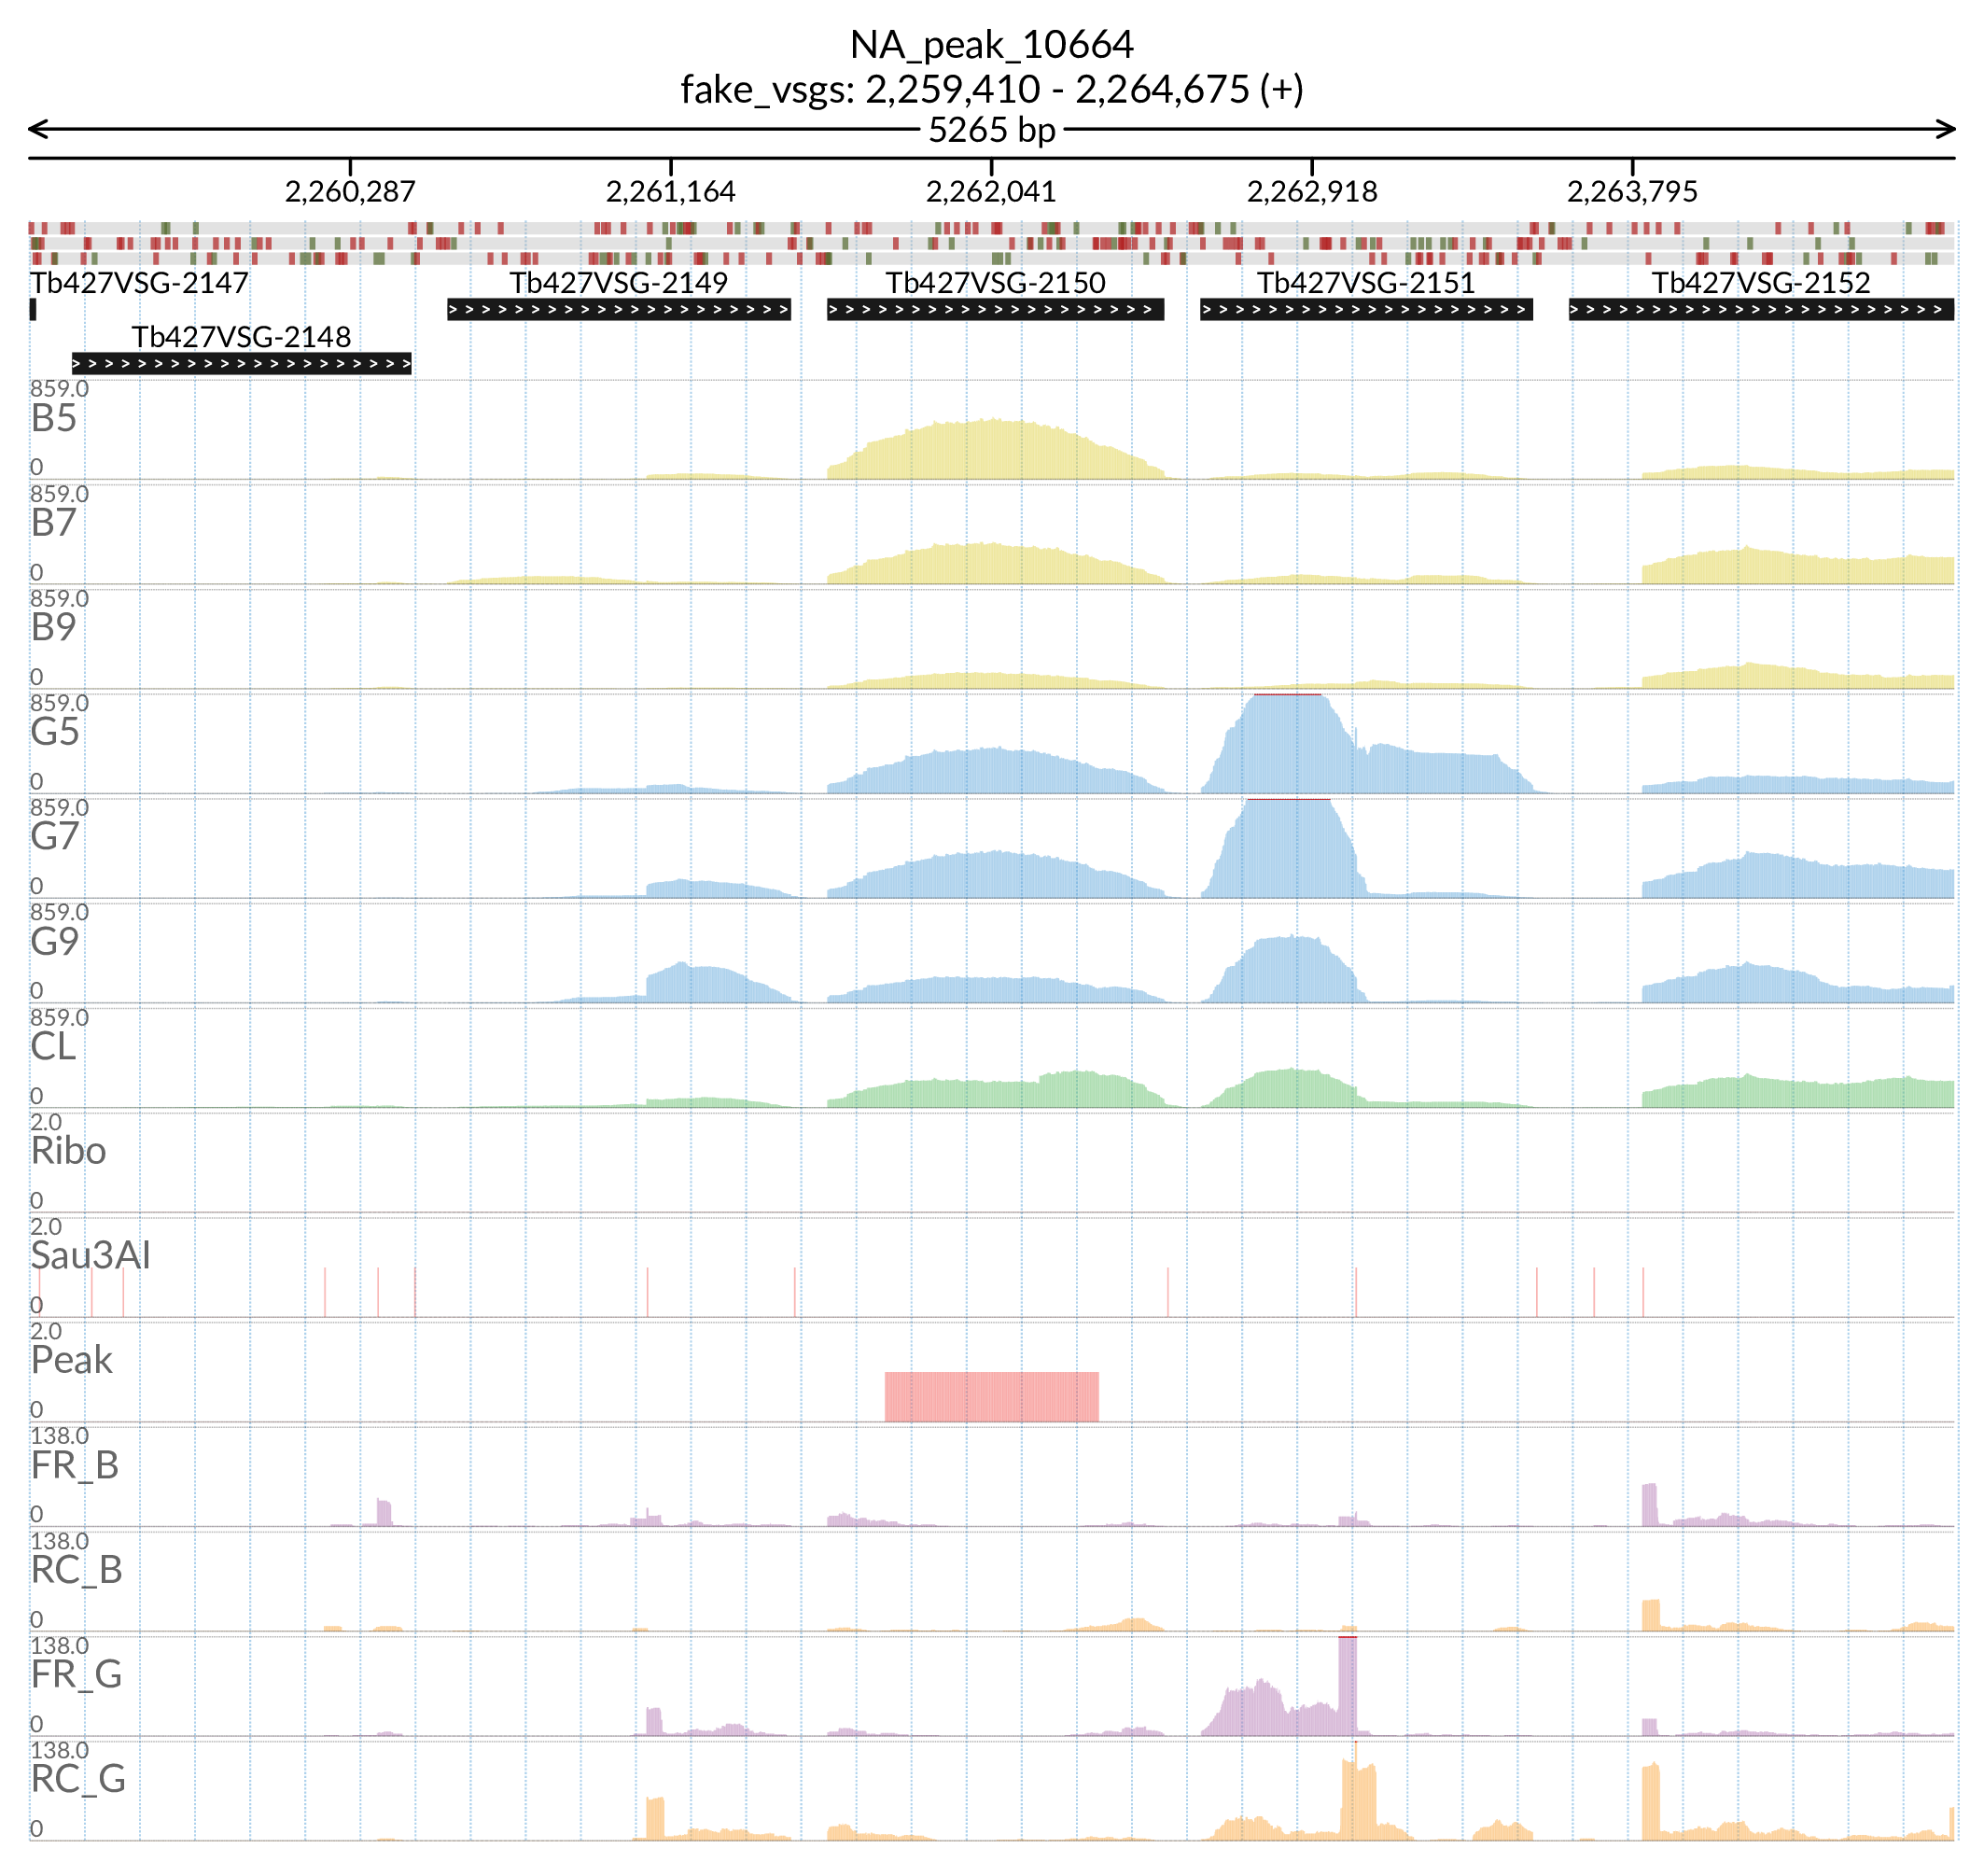 NA_peak_10664
fake_vsgs: 2,259,410 - 2,264,675 (+)
5265 bp
2,260,287 2,261,164 2,262,041 2,262,918 2,263,795
Tb427VSG-2147 Tb427VSG-2149 Tb427VSG-2150 Tb427VSG-2151 Tb427VSG-2152
Tb427VSG-2148
859.0
B5
0
859.0
B7
0
859.0
B9
0
859.0
G5
0
859.0
G7
0
859.0
G9
0
859.0
CL
0
2.0
Ribo
0
2.0
Sau3AI
0
2.0
Peak
0
138.0
FR_B
0
138.0
RC_B
0
138.0
FR_G
0
138.0
RC_G
0